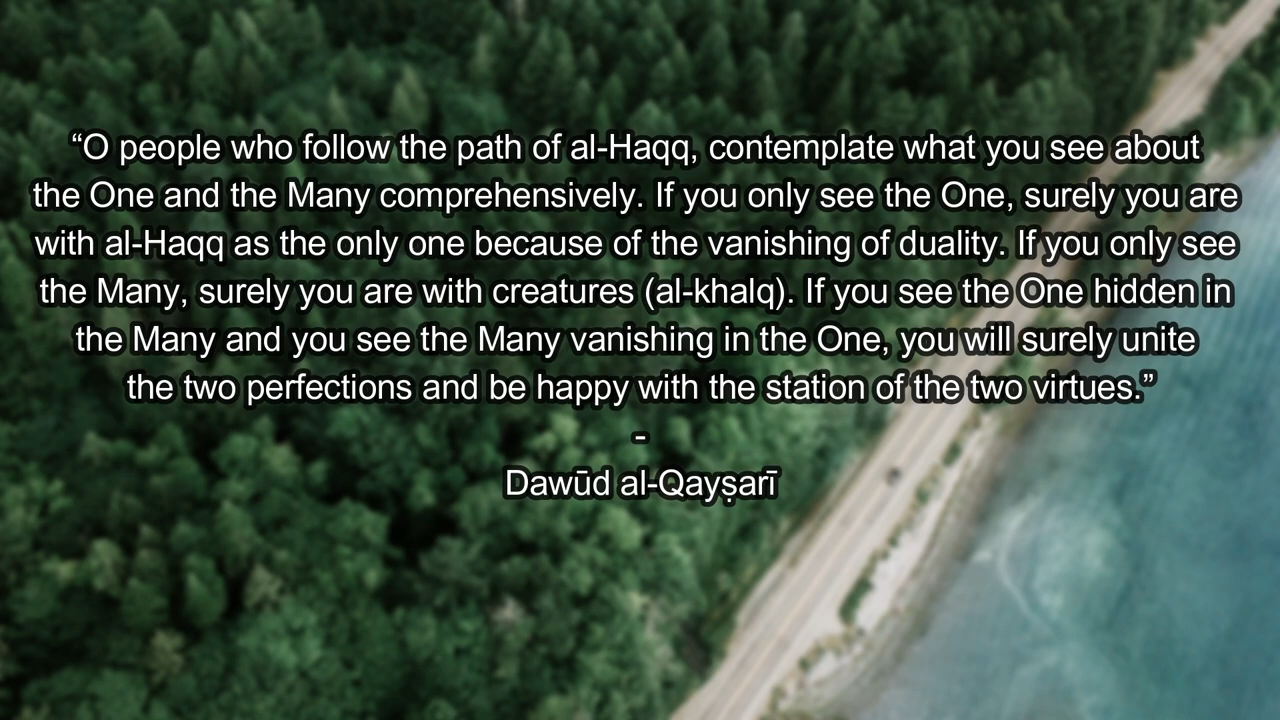 “O people who follow the path of al-Haqq, contemplate what you see about
the One and the Many comprehensively. If you only see the One, surely you are
with al-Haqq as the only one because of the vanishing of duality. If you only see
the Many, surely you are with creatures (al-khalq). If you see the One hidden in
the Many and you see the Many vanishing in the One, you will surely unite
the two perfections and be happy with the station of the two virtues.”
-
Dawūd al-Qayṣarī